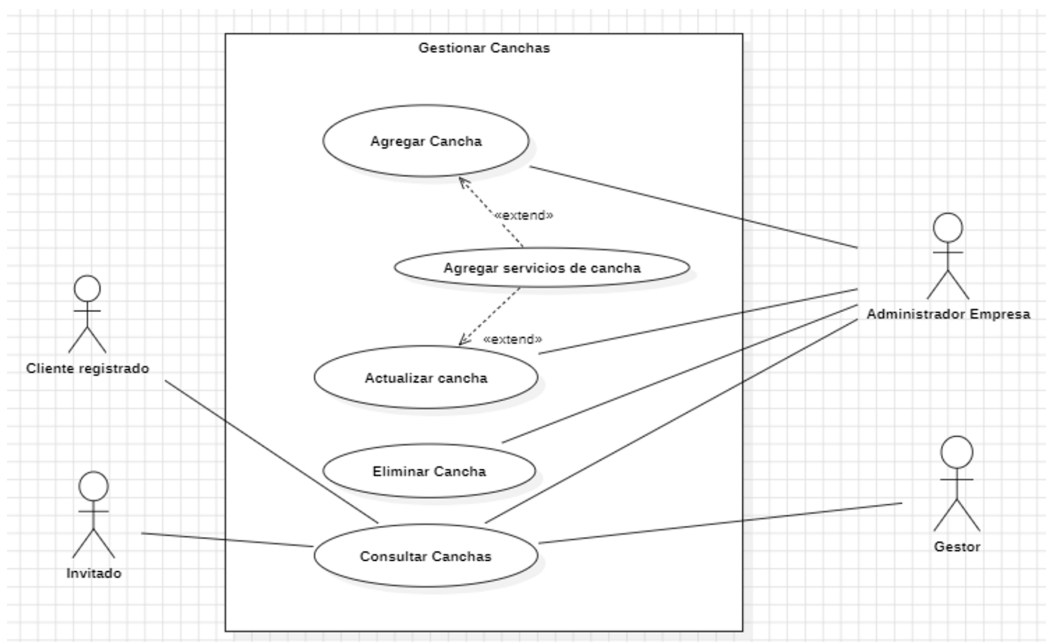 Gestionar Canchas
Agregar Cancha
«extend»
Agregar servicios de cancha
«extend»
Actualizar cancha
Eliminar Cancha
Consultar Canchas
Cliente registrado
Invitado
Administrador Empresa
Gestor